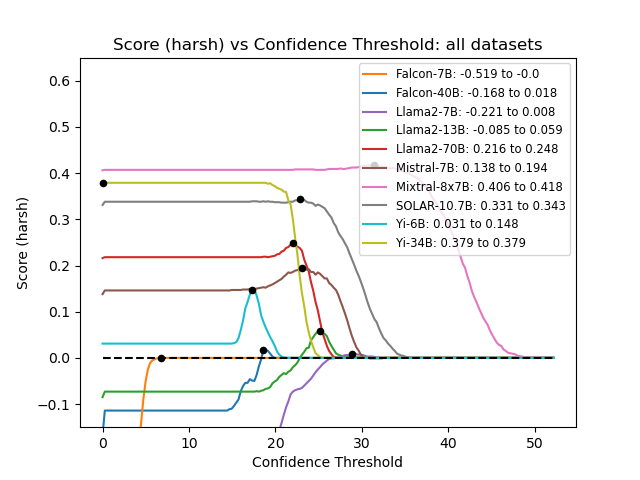 Score (harsh) vs Confidence Threshold: all datasets
Falcon-7B: -0.519 to -0.0
Falcon-40B: -0.168 to 0.018
Llama2-7B: -0.221 to 0.008
Llama2-13B: -0.085 to 0.059
Llama2-70B: 0.216 to 0.248
Mistral-7B: 0.138 to 0.194
Mixtral-8x7B: 0.406 to 0.418
SOLAR-10.7B: 0.331 to 0.343
Yi-6B: 0.031 to 0.148
Yi-34B: 0.379 to 0.379
Score (harsh)
0.6
0.5
0.4
0.3
0.2
0.1
0.0
−0.1
0 10 20 30 40 50
Confidence Threshold